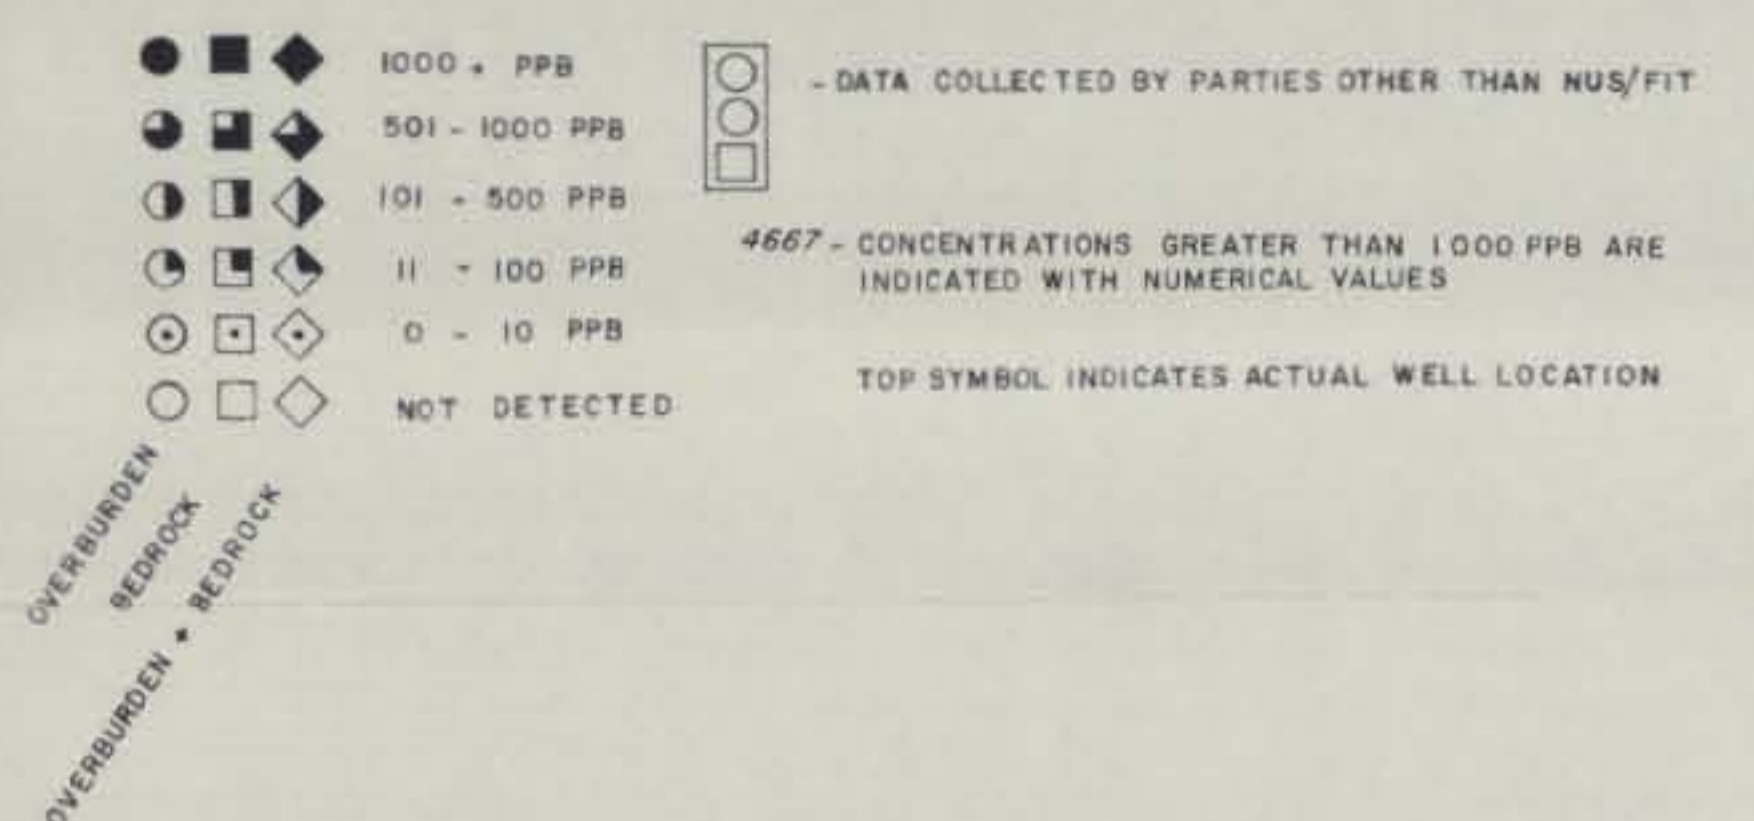 1000 + PPB
501 - 1000 PPB
101 - 500 PPB
11 - 100 PPB
0 - 10 PPB
NOT DETECTED
OVERBURDEN
BEDROCK
OVERBURDEN + BEDROCK
- DATA COLLECTED BY PARTIES OTHER THAN NUS/FIT
4667 - CONCENTRATIONS GREATER THAN 1000 PPB ARE
INDICATED WITH NUMERICAL VALUES
TOP SYMBOL INDICATES ACTUAL WELL LOCATION